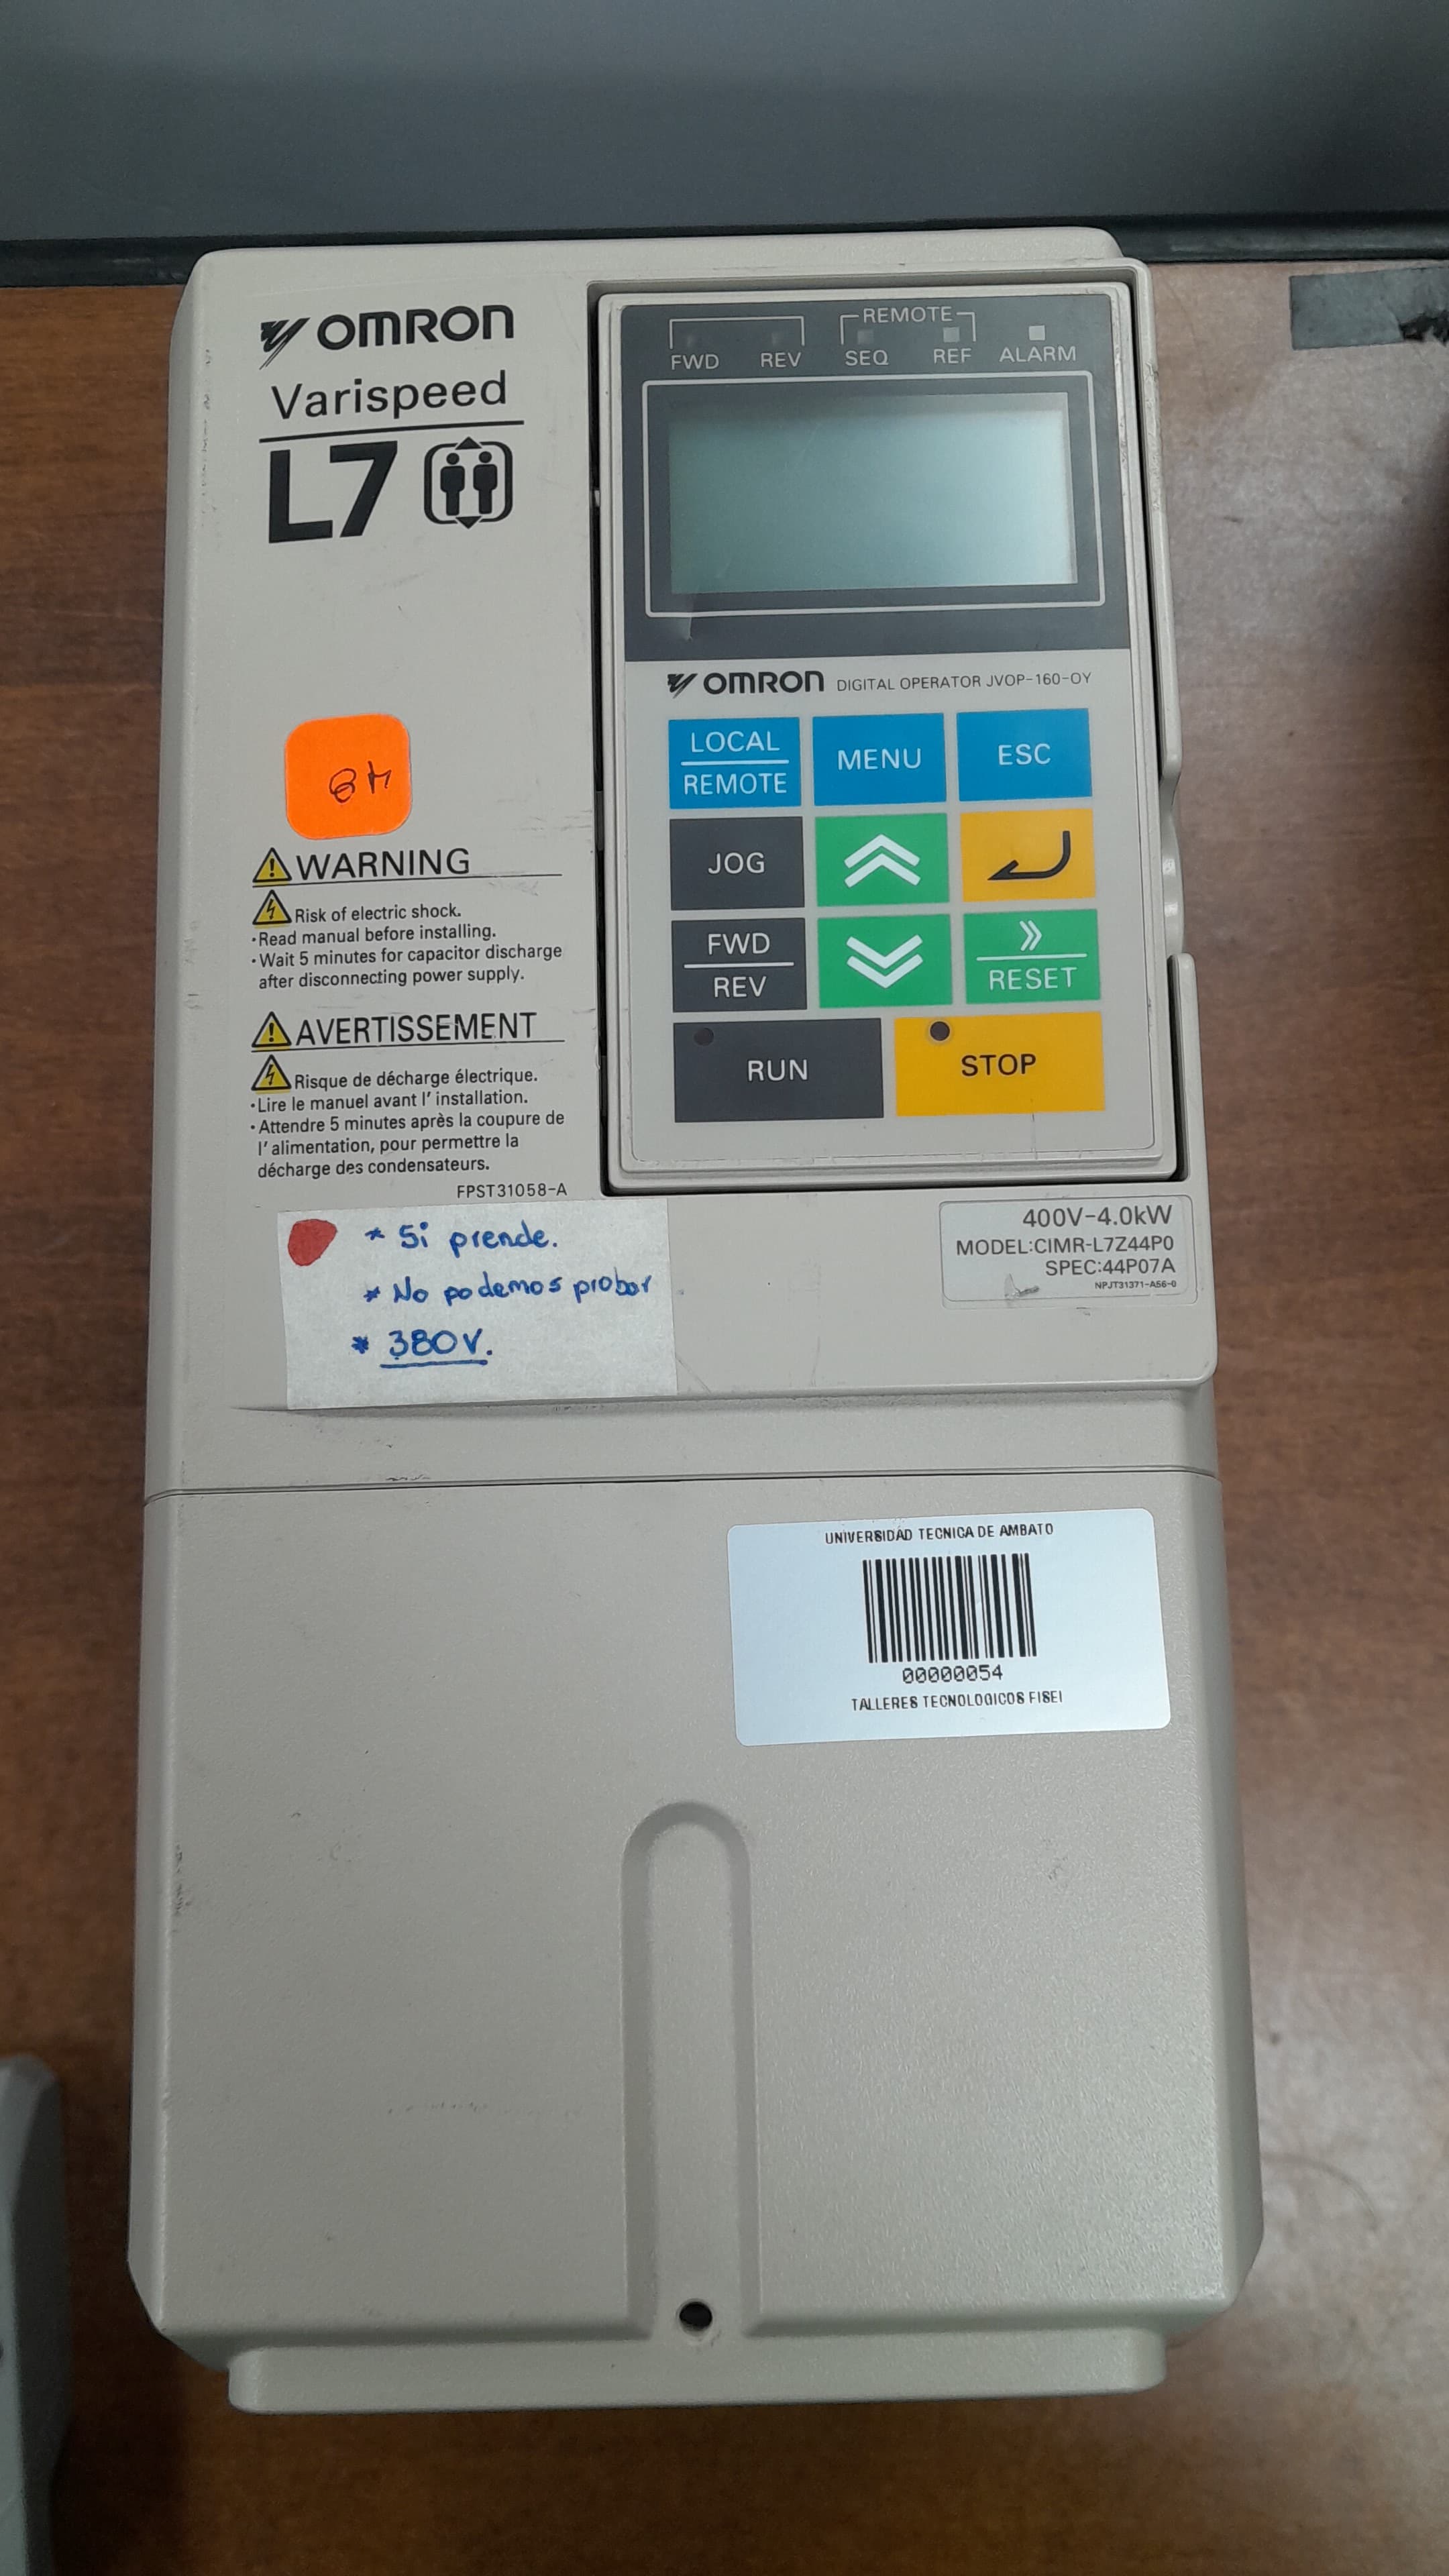 OMRON
Varispeed
L7
REMOTE
FWD REV SEQ REF ALARM
OMRON DIGITAL OPERATOR JVOP-160-OY
LOCAL
REMOTE
MENU
ESC
JOG
FWD
REV
RESET
RUN
STOP
WARNING
Risk of electric shock.
·Read manual before installing.
·Wait 5 minutes for capacitor discharge
after disconnecting power supply.
AVERTISSEMENT
Risque de décharge électrique.
·Lire le manuel avant l' installation.
·Attendre 5 minutes après la coupure de
l' alimentation, pour permettre la
décharge des condensateurs.
FPST31058-A
* Si prende.
* No podemos probar
* 380V.
400V-4.0kW
MODEL:CIMR-L7Z44P0
SPEC:44P07A
NPJT31371-A56-0
UNIVERSIDAD TECNICA DE AMBATO
00000054
TALLERES TECNOLOGICOS FISEI